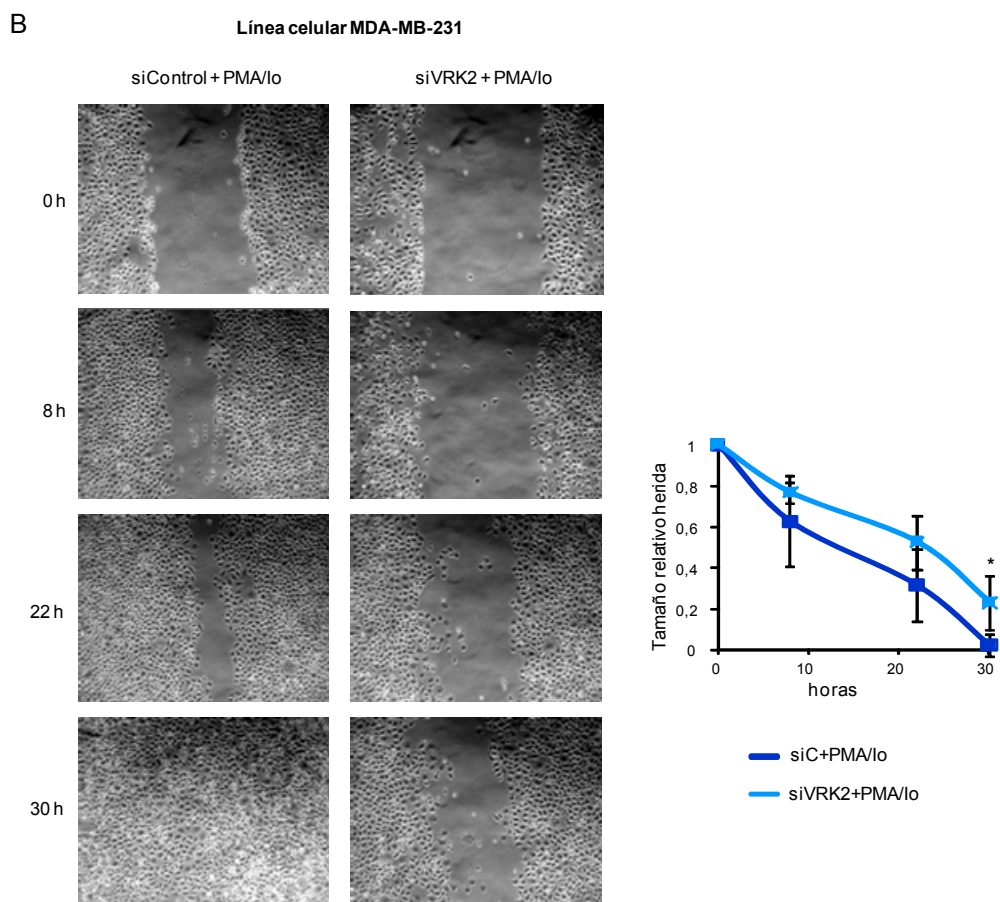 B
Línea celular MDA-MB-231
siControl + PMA/Io
siVRK2 + PMA/Io
0 h
8 h
22 h
30 h
Tamaño relativo herida
1
0,8
0,6
0,4
0,2
0
0
10
20
30
*
horas
siC+PMA/Io
siVRK2+PMA/Io